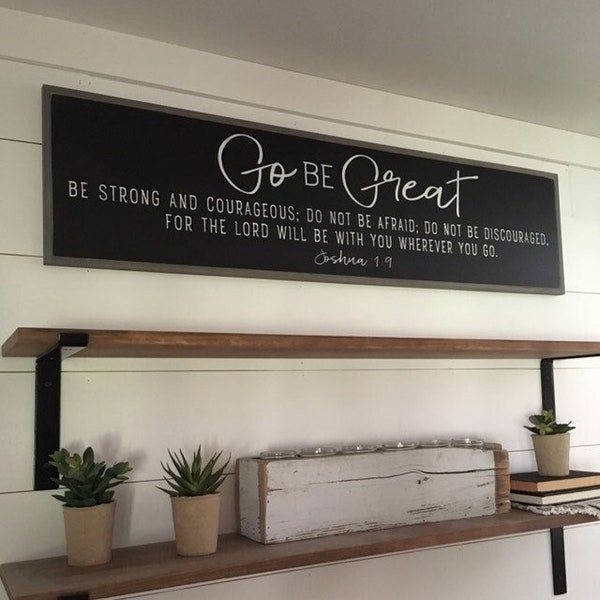 Go BE Great
BE STRONG AND COURAGEOUS; DO NOT BE AFRAID; DO NOT BE DISCOURAGED,
FOR THE LORD WILL BE WITH YOU WHEREVER YOU GO.
Joshua 1:9